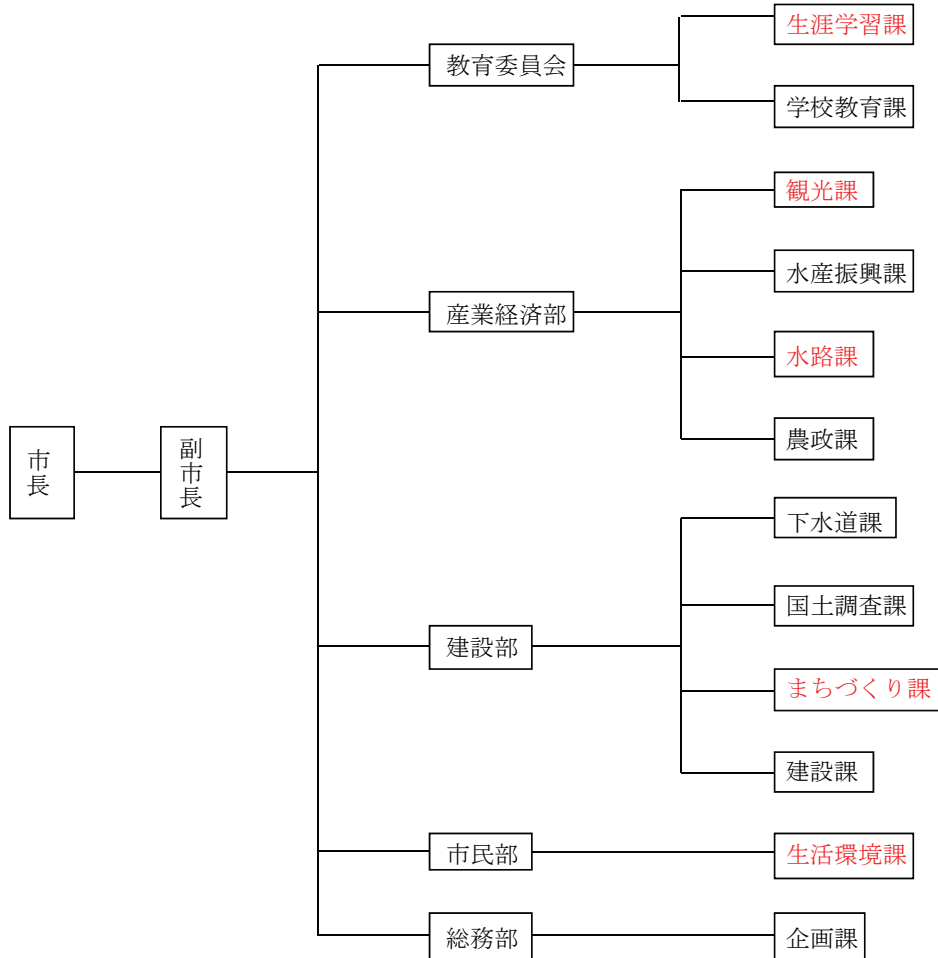 市長
副市長
教育委員会
生涯学習課
学校教育課
産業経済部
観光課
水産振興課
水路課
農政課
建設部
下水道課
国土調査課
まちづくり課
建設課
市民部
生活環境課
総務部
企画課